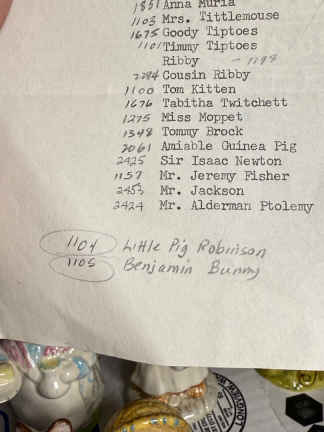 1851 Anna Maria
1103 Mrs. Tittlemouse
1675 Goody Tiptoes
1101 Timmy Tiptoes
Ribby - 1199
2284 Cousin Ribby
1100 Tom Kitten
1676 Tabitha Twitchett
1275 Miss Moppet
1348 Tommy Brock
2061 Amiable Guinea Pig
2425 Sir Isaac Newton
1157 Mr. Jeremy Fisher
2453 Mr. Jackson
2424 Mr. Alderman Ptolemy
1104 Little Pig Robinson
1105 Benjamin Bunny